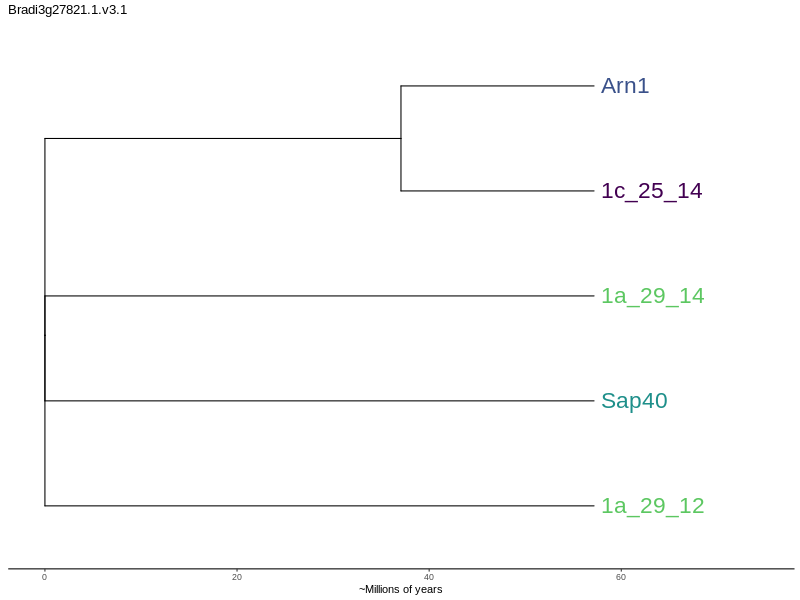 Bradi3g27821.1.v3.1
Arn1
1c_25_14
1a_29_14
Sap40
1a_29_12
0 20 40 60
~Millions of years